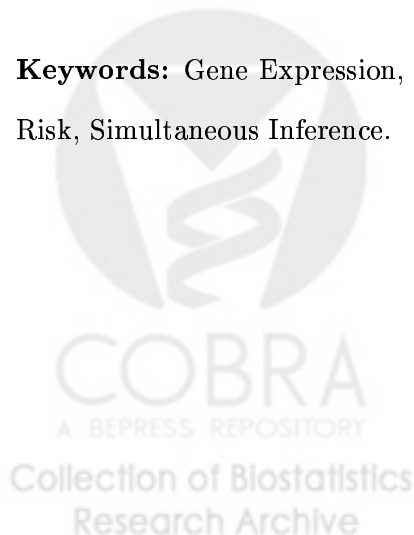 Keywords: Gene Expression,
Risk, Simultaneous Inference.
COBRA
A BEPRESS REPOSITORY
Collection of Biostatistics
Research Archive